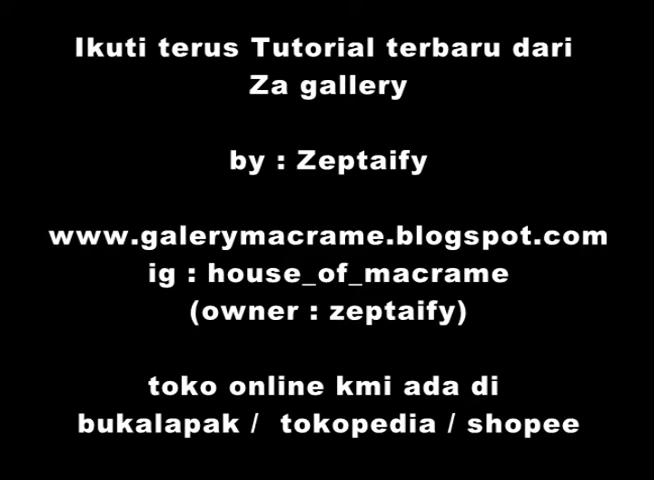 Ikuti terus Tutorial terbaru dari
Za gallery
by : Zeptaify
www.galerymacrame.blogspot.com
ig : house_of_macrame
(owner : zeptaify)
toko online kmi ada di
bukalapak / tokopedia / shopee